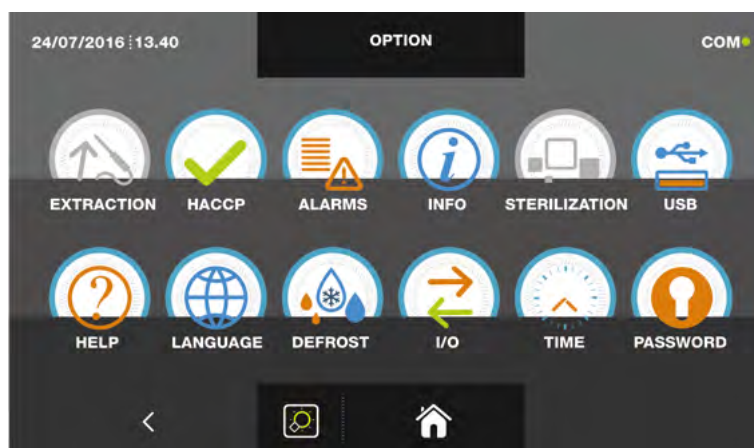 24/07/2016 13.40 OPTION COM
EXTRACTION HACCP ALARMS INFO STERILIZATION USB
HELP LANGUAGE DEFROST I/O TIME PASSWORD